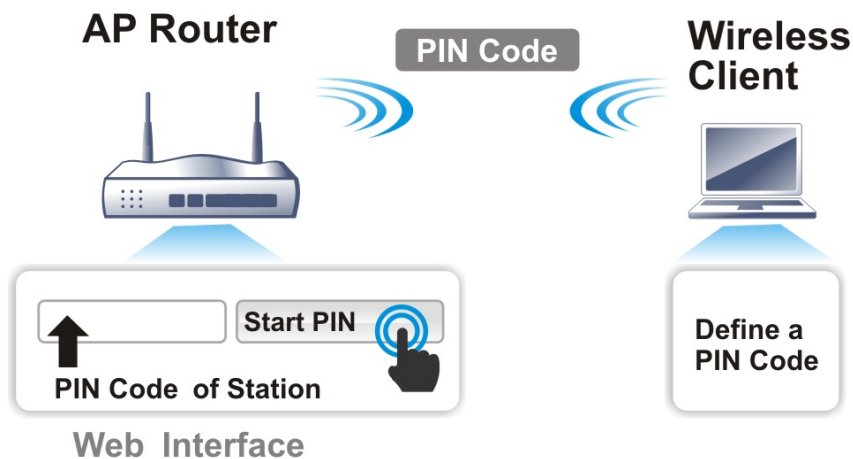 AP Router
PIN Code
Wireless
Client
Start PIN
PIN Code of Station
Web Interface
Define a
PIN Code